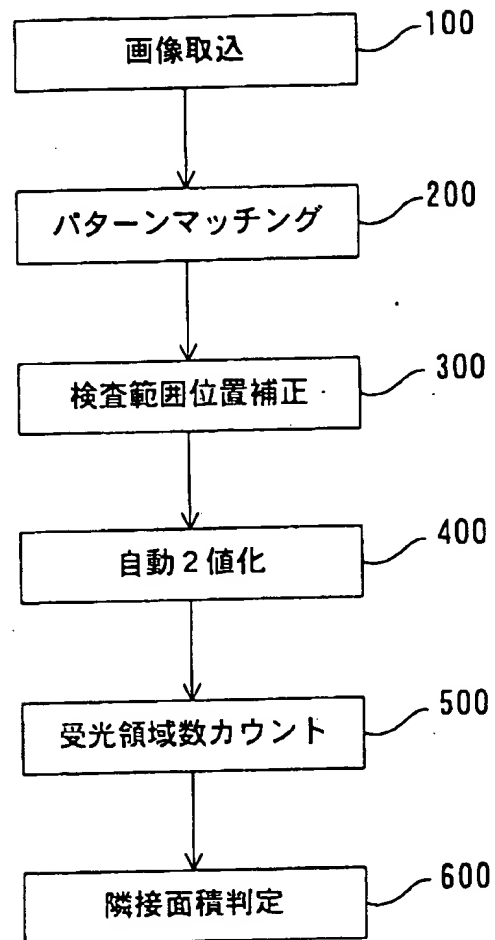 画像取込
100
パターンマッチング
200
検査範囲位置補正
300
自動2値化
400
受光領域数カウント
500
隣接面積判定
600